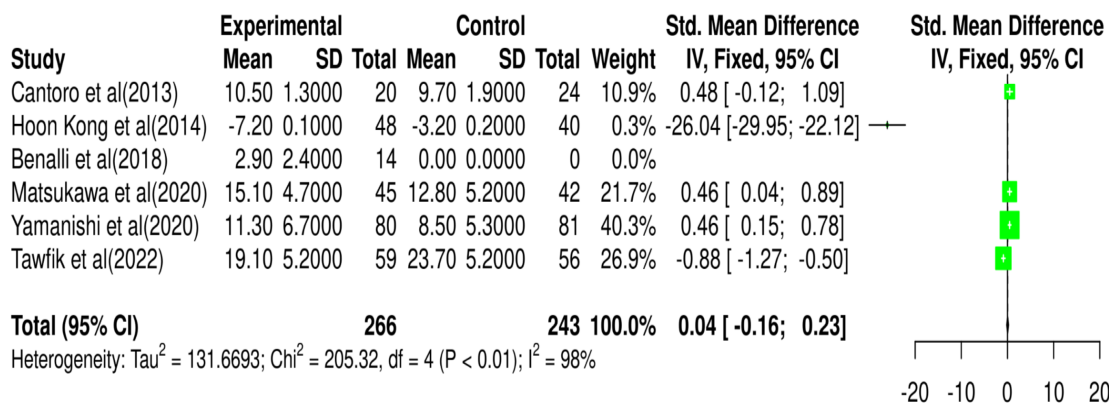 Experimental Control Std. Mean Difference Std. Mean Difference
Study Mean SD Total Mean SD Total Weight IV, Fixed, 95% CI IV, Fixed, 95% CI
Cantoro et al(2013) 10.50 1.3000 20 9.70 1.9000 24 10.9% 0.48 [ -0.12; 1.09]
Hoon Kong et al(2014) -7.20 0.1000 48 -3.20 0.2000 40 0.3% -26.04 [-29.95; -22.12]
Benalli et al(2018) 2.90 2.4000 14 0.00 0.0000 0 0.0%
Matsukawa et al(2020) 15.10 4.7000 45 12.80 5.2000 42 21.7% 0.46 [ 0.04; 0.89]
Yamanishi et al(2020) 11.30 6.7000 80 8.50 5.3000 81 40.3% 0.46 [ 0.15; 0.78]
Tawfik et al(2022) 19.10 5.2000 59 23.70 5.2000 56 26.9% -0.88 [ -1.27; -0.50]
Total (95% CI) 266 243 100.0% 0.04 [ -0.16; 0.23]
Heterogeneity: Tau² = 131.6693; Chi² = 205.32, df = 4 (P < 0.01); I² = 98%
-20 -10 0 10 20